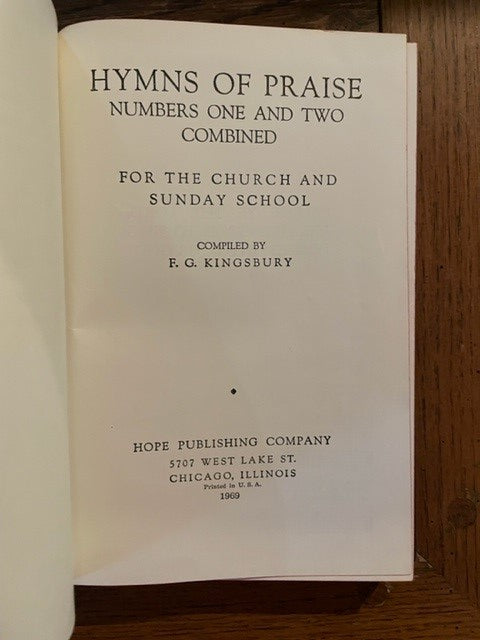 HYMNS OF PRAISE
NUMBERS ONE AND TWO
COMBINED
FOR THE CHURCH AND
SUNDAY SCHOOL
COMPILED BY
F. G. KINGSBURY
HOPE PUBLISHING COMPANY
5707 WEST LAKE ST.
CHICAGO, ILLINOIS
Printed in U. S. A.
1969